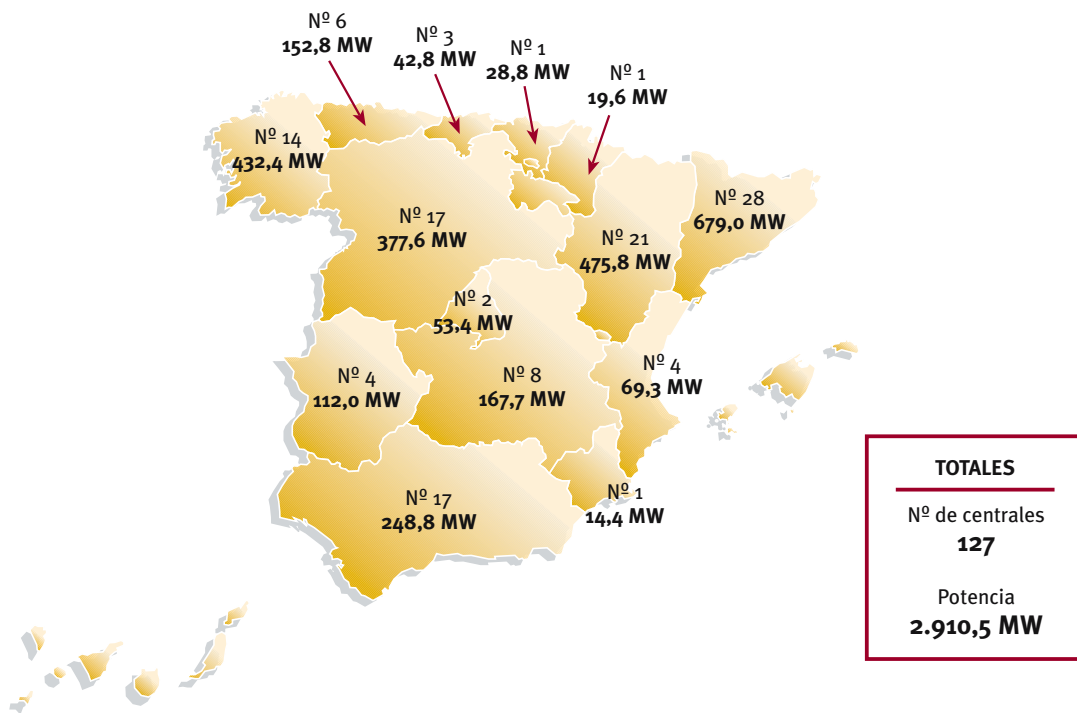 Nº 6
152,8 MW
Nº 3
42,8 MW
Nº 1
28,8 MW
Nº 1
19,6 MW
Nº 14
432,4 MW
Nº 17
377,6 MW
Nº 21
475,8 MW
Nº 28
679,0 MW
Nº 2
53,4 MW
Nº 4
112,0 MW
Nº 8
167,7 MW
Nº 4
69,3 MW
Nº 17
248,8 MW
Nº 1
14,4 MW
TOTALES
Nº de centrales
127
Potencia
2.910,5 MW